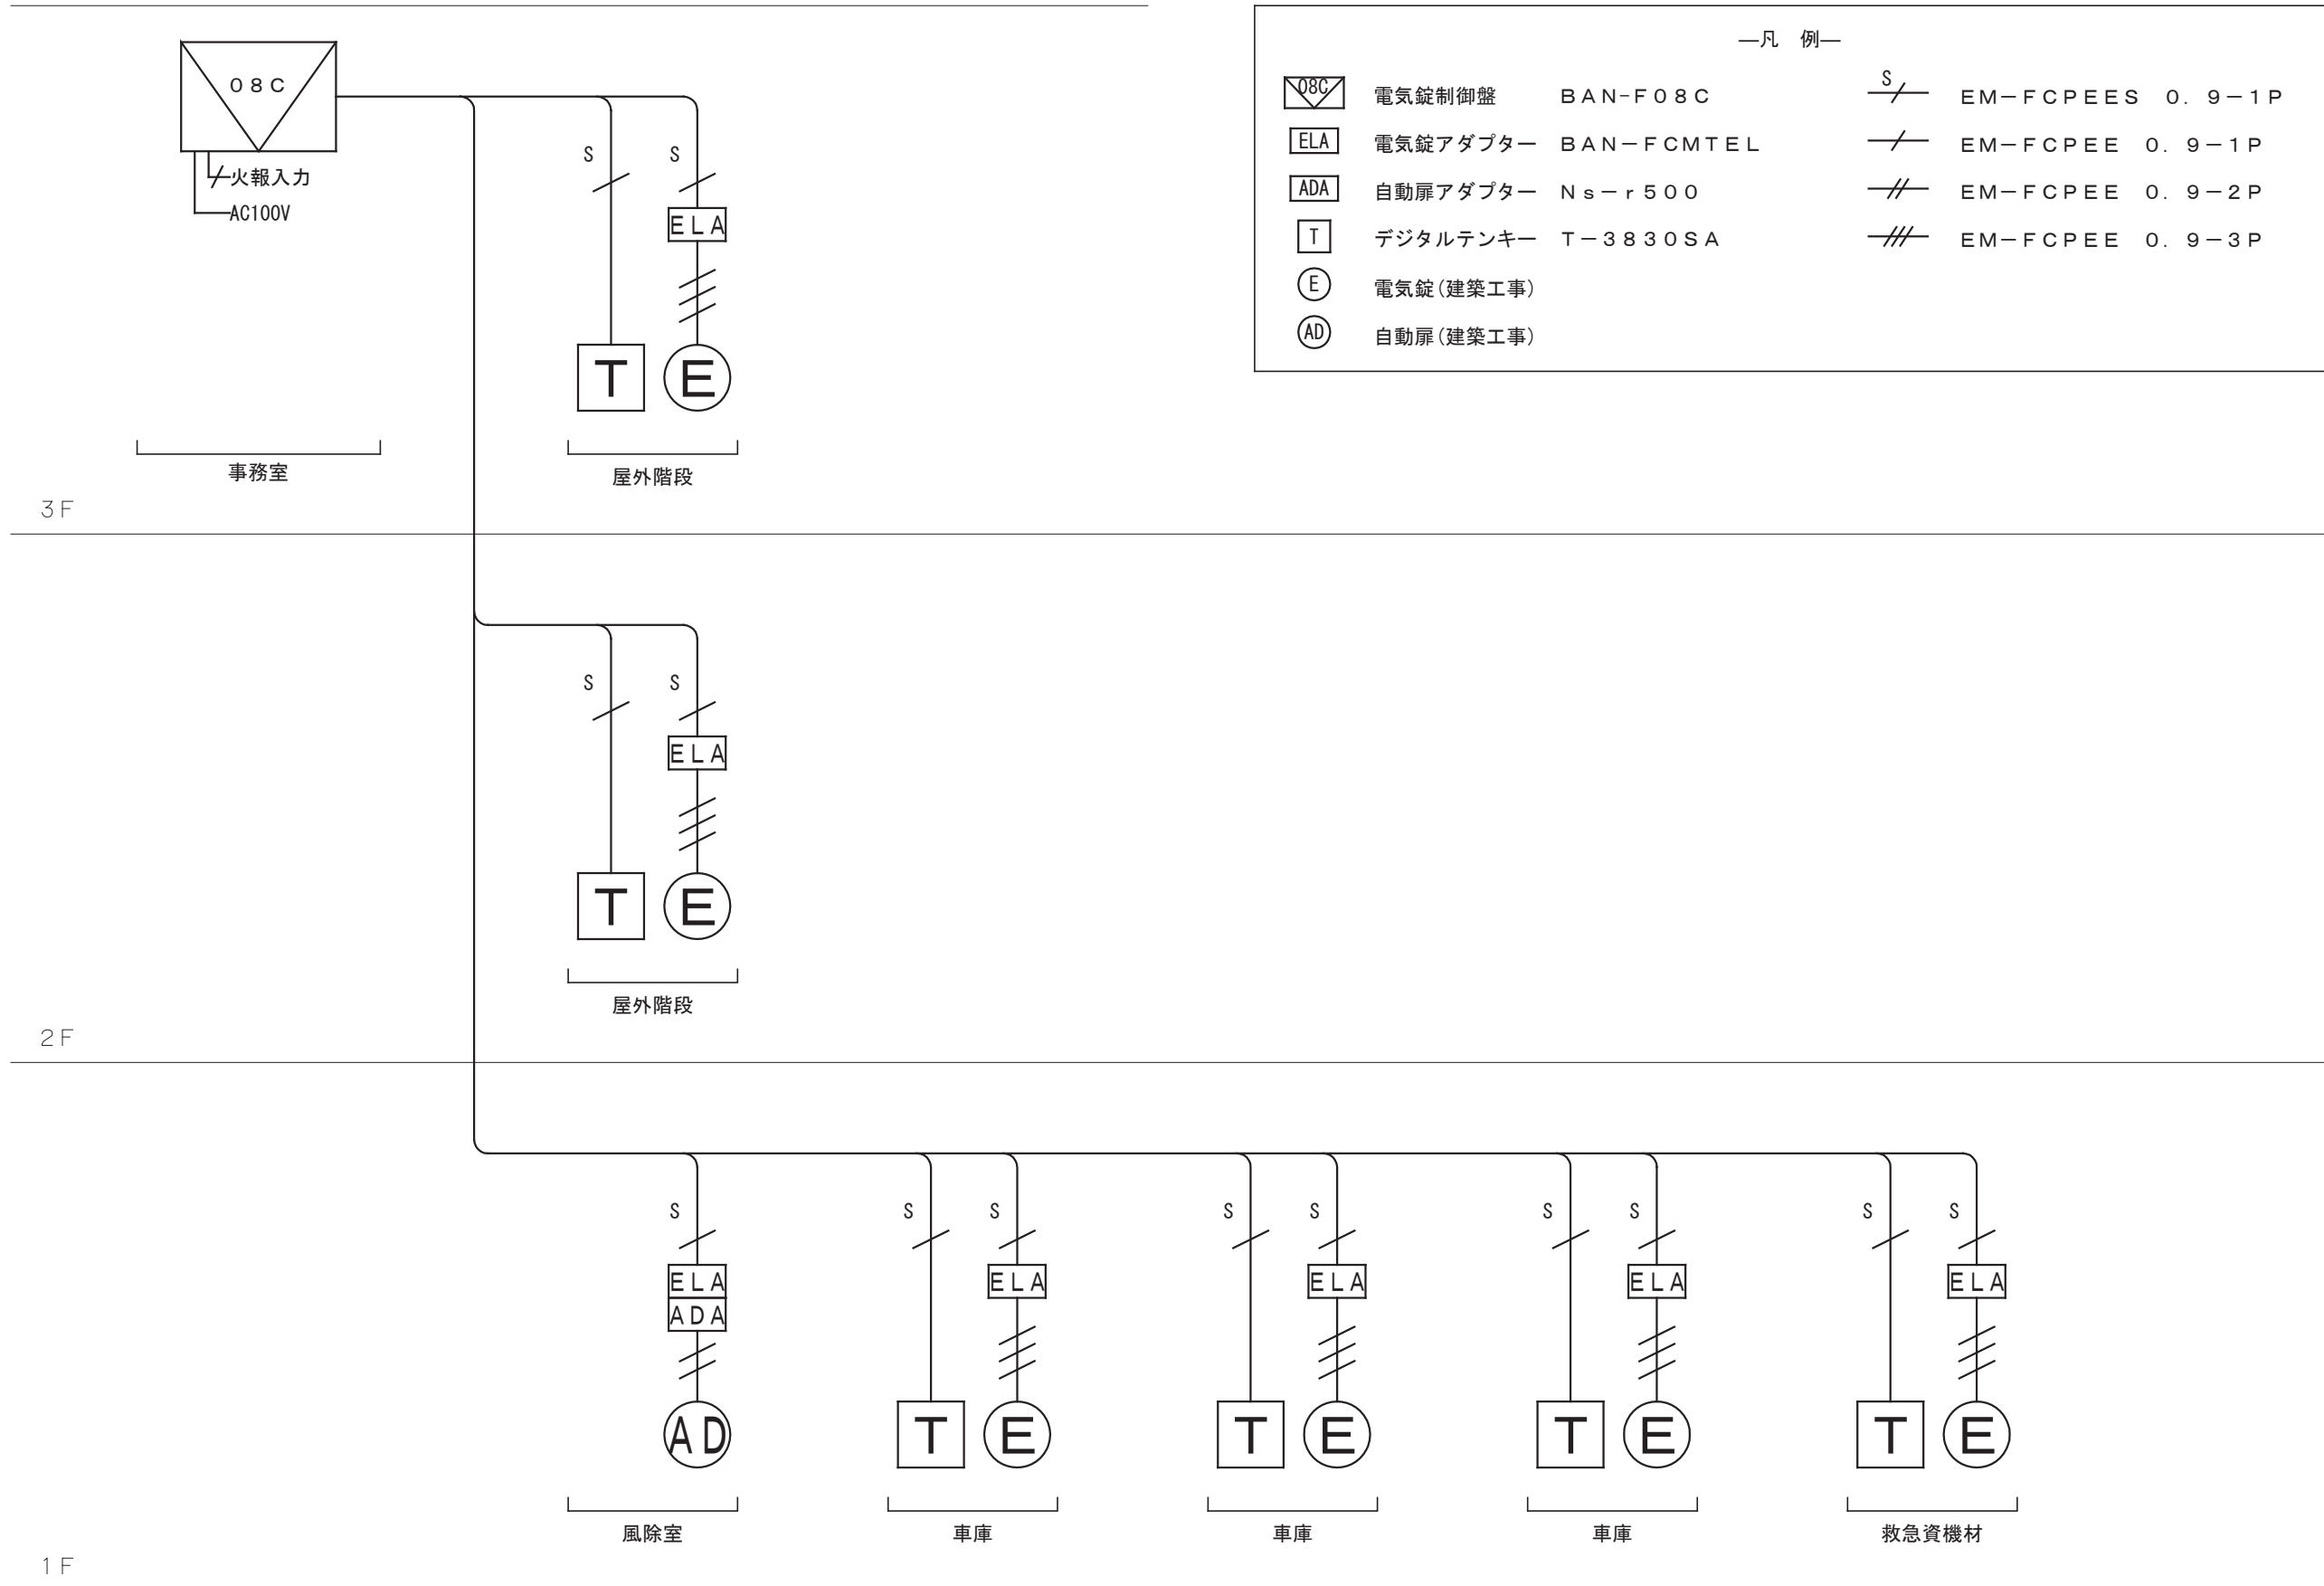 08C
火報入力
AC100V
S S
ELA
T E
事務室 屋外階段
3F
―凡 例―
08C 電気錠制御盤 BAN-F08C S EM−FCPEES 0.9−1P
ELA 電気錠アダプター BAN−FCMTEL EM−FCPEE 0.9−1P
ADA 自動扉アダプター Ns−r500 EM−FCPEE 0.9−2P
T デジタルテンキー T−3830SA EM−FCPEE 0.9−3P
E 電気錠(建築工事)
AD 自動扉(建築工事)
S S
ELA
T E
屋外階段
2F
S S S S S S S S S
ELA ELA ELA ELA ELA
ADA
AD T E T E T E T E
風除室 車庫 車庫 車庫 救急資機材
1F